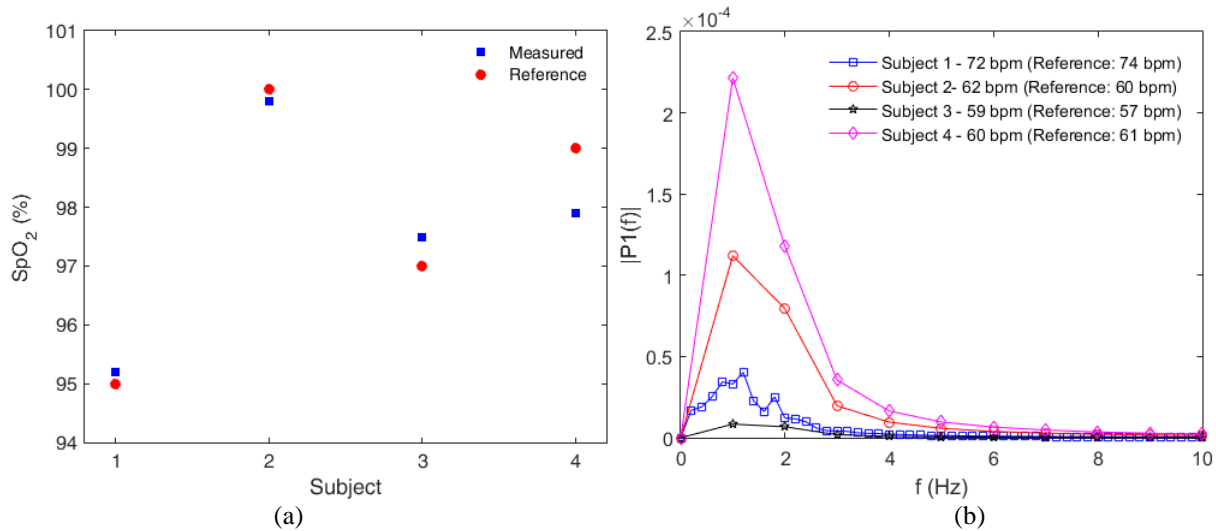 101
100
99
98
97
96
95
94
SpO2 (%)
Measured
Reference
1
2
3
4
Subject
(a)
×10-4
2.5
2
1.5
1
0.5
0
|P1(f)|
Subject 1 - 72 bpm (Reference: 74 bpm)
Subject 2- 62 bpm (Reference: 60 bpm)
Subject 3 - 59 bpm (Reference: 57 bpm)
Subject 4 - 60 bpm (Reference: 61 bpm)
0
2
4
6
8
10
f (Hz)
(b)